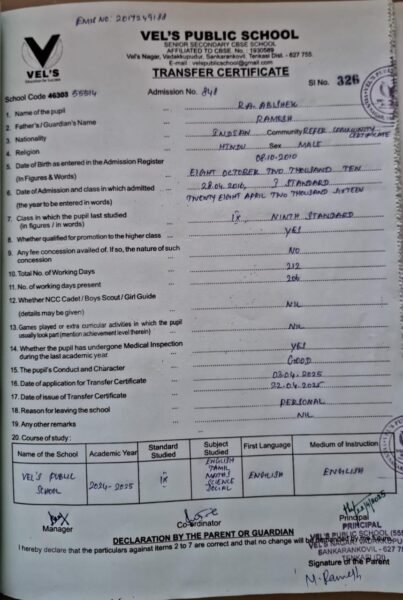 EMIS NO. 2017249188
VEL'S
Education for excel
VEL'S PUBLIC SCHOOL
SENIOR SECONDARY CBSE SCHOOL
AFFILIATED TO CBSE, No : 1930589
Vel's Nagar, Vadakkupudur, Sankarankovil. Tenkasi Dist. - 627 755.
E-mail : velspublicschool@gmail.com
TRANSFER CERTIFICATE
Sl No. 326
School Code 46303 55514 Admission No. 848
1. Name of the pupil ... R.A. ABISHEK
2. Father's / Guardian's Name ... RAMESH
3. Nationality ... INDIAN Community REFER COMMUNITY CERTIFICATE
4. Religion ... HINDU Sex MALE
5. Date of Birth as entered in the Admission Register 08.10.2010
(In Figures & Words) ... EIGHT OCTOBER TWO THOUSAND TEN
6. Date of Admission and class in which admitted ... 28.04.2016, I STANDARD
(the year to be entered in words) TWENTY EIGHT APRIL TWO THOUSAND SIXTEEN
7. Class in which the pupil last studied
(in figures / in words) ... IX NINTH STANDARD
8. Whether qualified for promotion to the higher class ... YES
9. Any fee concession availed of. If so, the nature of such
concession ... NO
10. Total No. of Working Days ... 212
11. No. of working days present ... 206
12. Whether NCC Cadet / Boys Scout / Girl Guide
(details may be given) ... NIL
13. Games played or extra curricular activities in which the pupil
usually took part (mention achievement level therein) ... NIL
14. Whether the pupil has undergone Medical Inspection
during the last academic year ... YES
15. The pupil's Conduct and Character ... GOOD
16. Date of application for Transfer Certificate ... 03.04.2025
17. Date of issue of Transfer Certificate ... 22.04.2025
18. Reason for leaving the school ... PERSONAL
19. Any other remarks ... NIL
20. Course of study :
Name of the School Academic Year Standard Studied Subject Studied First Language Medium of Instruction
VEL'S PUBLIC SCHOOL 2024-2025 IX ENGLISH TAMIL MATHS SCIENCE SOCIAL ENGLISH ENGLISH
Manager Co-ordinator Principal
PRINCIPAL
DECLARATION BY THE PARENT OR GUARDIAN
VEL'S PUBLIC SCHOOL
I hereby declare that the particulars against items 2 to 7 are correct and that no change will be demanded by me in future
SANKARANKOVIL - 627
Signature of the Parent
M. Ramesh